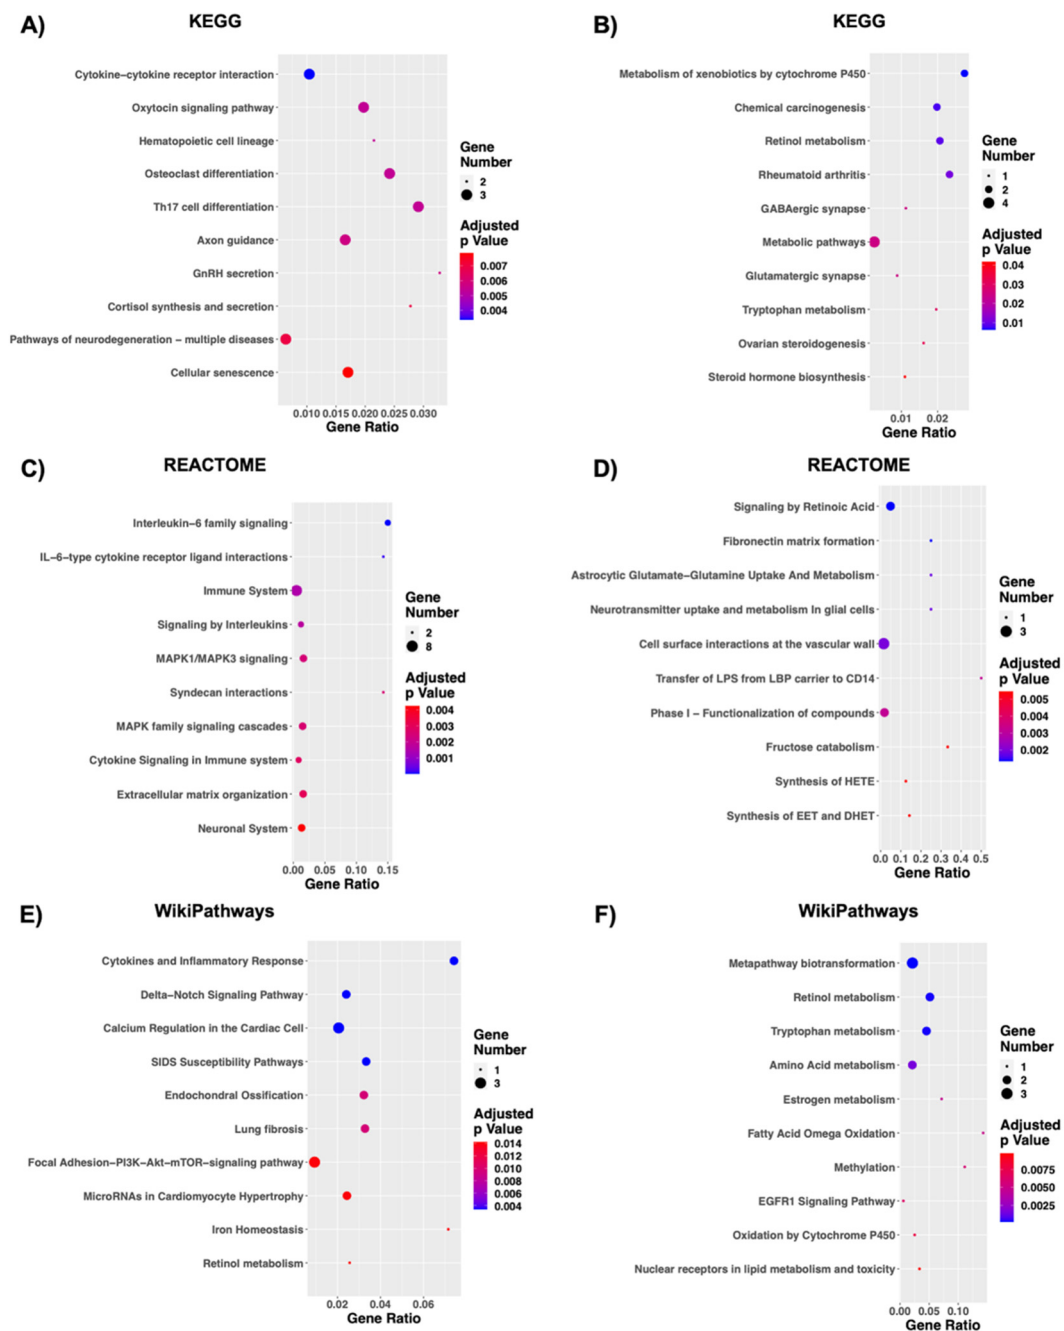 A)
KEGG
Cytokine–cytokine receptor interaction
Oxytocin signaling pathway
Hematopoietic cell lineage
Osteoclast differentiation
Th17 cell differentiation
Axon guidance
GnRH secretion
Cortisol synthesis and secretion
Pathways of neurodegeneration – multiple diseases
Cellular senescence
0.010 0.015 0.020 0.025 0.030
Gene Ratio
Gene
Number
2
3
Adjusted
p Value
0.007
0.006
0.005
0.004
B)
KEGG
Metabolism of xenobiotics by cytochrome P450
Chemical carcinogenesis
Retinol metabolism
Rheumatoid arthritis
GABAergic synapse
Metabolic pathways
Glutamatergic synapse
Tryptophan metabolism
Ovarian steroidogenesis
Steroid hormone biosynthesis
0.01 0.02
Gene Ratio
Gene
Number
1
2
4
Adjusted
p Value
0.04
0.03
0.02
0.01
C)
REACTOME
Interleukin–6 family signaling
IL–6–type cytokine receptor ligand interactions
Immune System
Signaling by Interleukins
MAPK1/MAPK3 signaling
Syndecan interactions
MAPK family signaling cascades
Cytokine Signaling in Immune system
Extracellular matrix organization
Neuronal System
0.00 0.05 0.10 0.15
Gene Ratio
Gene
Number
2
8
Adjusted
p Value
0.004
0.003
0.002
0.001
D)
REACTOME
Signaling by Retinoic Acid
Fibronectin matrix formation
Astrocytic Glutamate–Glutamine Uptake And Metabolism
Neurotransmitter uptake and metabolism In glial cells
Cell surface interactions at the vascular wall
Transfer of LPS from LBP carrier to CD14
Phase I – Functionalization of compounds
Fructose catabolism
Synthesis of HETE
Synthesis of EET and DHET
0.0 0.1 0.2 0.3 0.4 0.5
Gene Ratio
Gene
Number
1
3
Adjusted
p Value
0.005
0.004
0.003
0.002
E)
WikiPathways
Cytokines and Inflammatory Response
Delta–Notch Signaling Pathway
Calcium Regulation in the Cardiac Cell
SIDS Susceptibility Pathways
Endochondral Ossification
Lung fibrosis
Focal Adhesion–PI3K–Akt–mTOR–signaling pathway
MicroRNAs in Cardiomyocyte Hypertrophy
Iron Homeostasis
Retinol metabolism
0.02 0.04 0.06
Gene Ratio
Gene
Number
1
3
Adjusted
p Value
0.014
0.012
0.010
0.008
0.006
0.004
F)
WikiPathways
Metapathway biotransformation
Retinol metabolism
Tryptophan metabolism
Amino Acid metabolism
Estrogen metabolism
Fatty Acid Omega Oxidation
Methylation
EGFR1 Signaling Pathway
Oxidation by Cytochrome P450
Nuclear receptors in lipid metabolism and toxicity
0.00 0.05 0.10
Gene Ratio
Gene
Number
1
2
3
Adjusted
p Value
0.0075
0.0050
0.0025